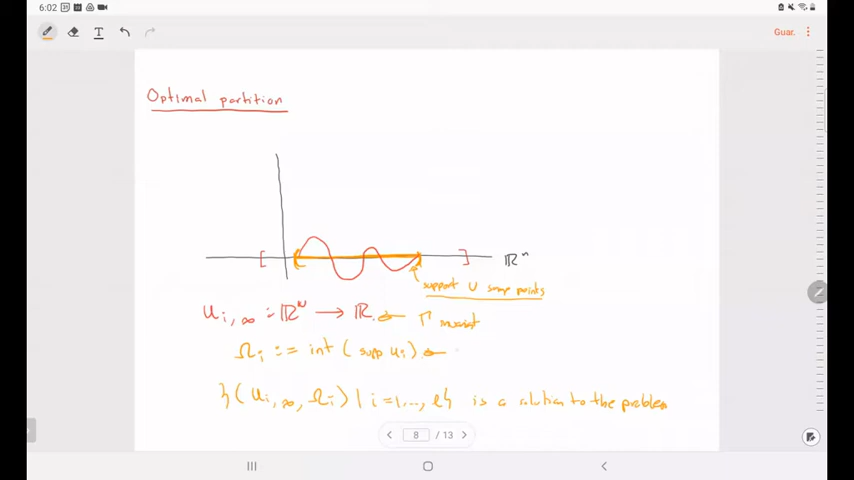 6:02
Guar.
Optimal partition
ℝⁿ
support ∪ some points
u_{i,∞} : ℝᴺ → ℝ. ← Γ invariant
Ω_i := int ( supp u_i ). ←
{ ( u_{i,∞}, Ω_i ) | i=1,..., ℓ } is a solution to the problem
8 / 13